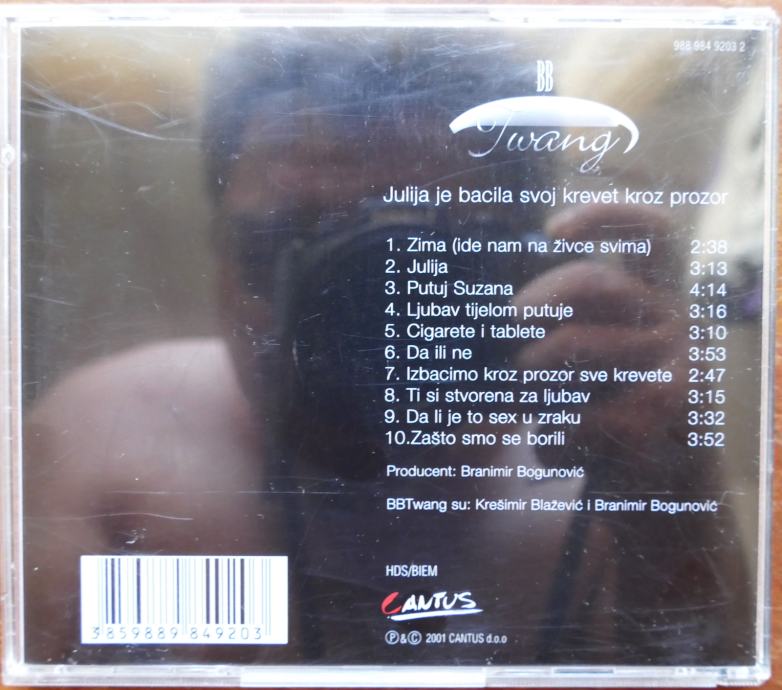 988 984 9203 2
BB
Twang
Julija je bacila svoj krevet kroz prozor
1. Zima (ide nam na živce svima) 2:38
2. Julija 3:13
3. Putuj Suzana 4:14
4. Ljubav tijelom putuje 3:16
5. Cigarete i tablete 3:10
6. Da ili ne 3:53
7. Izbacimo kroz prozor sve krevete 2:47
8. Ti si stvorena za ljubav 3:15
9. Da li je to sex u zraku 3:32
10.Zašto smo se borili 3:52
Producent: Branimir Bogunović
BBTwang su: Krešimir Blažević i Branimir Bogunović
HDS/BIEM
CANTUS
Ⓟ&Ⓒ 2001 CANTUS d.o.o
3859889849203